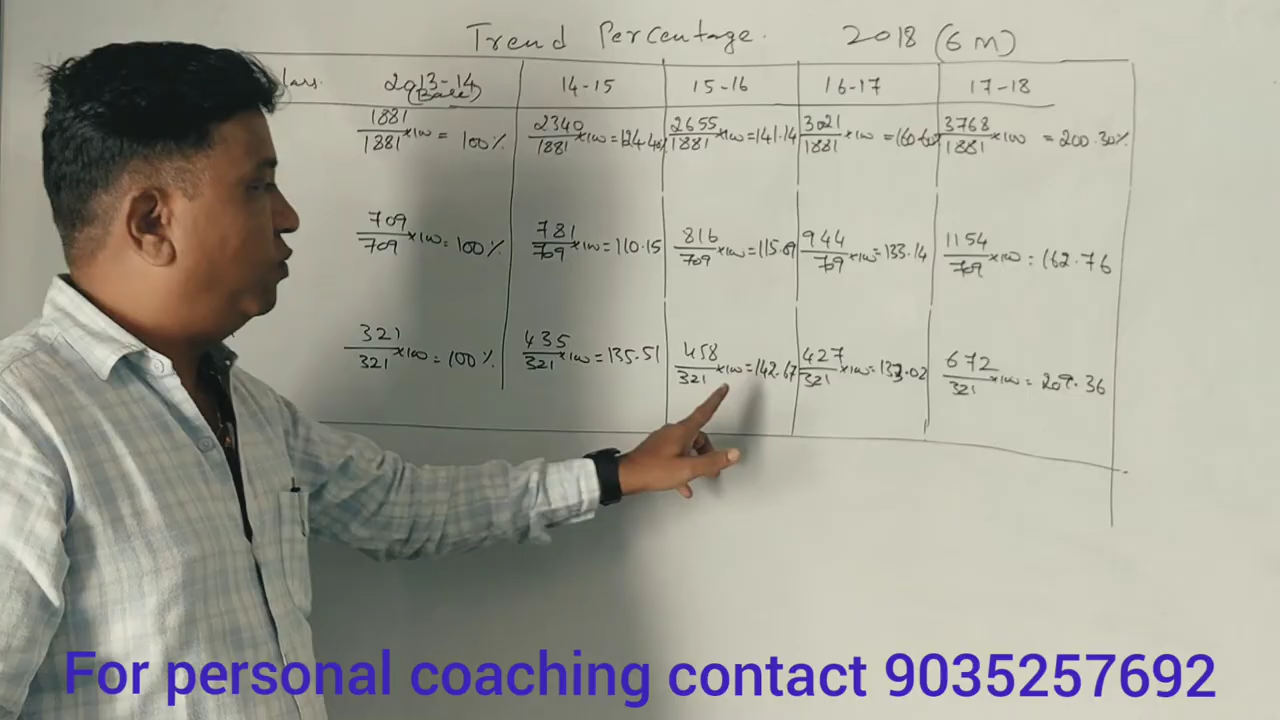 Trend Percentage. 2018 (6 M)
2013-14 14-15 15-16 16-17 17-18
(Base)
1881/1881 ×100 = 100% 2340/1881 ×100 = 124.40% 2655/1881 ×100 = 141.14 3021/1881 ×100 = 160.60% 3768/1881 ×100 = 200.30%
709/709 ×100 = 100% 781/709 ×100 = 110.15 816/709 ×100 = 115.09 944/709 ×100 = 133.14 1154/709 ×100 = 162.76
321/321 ×100 = 100% 435/321 ×100 = 135.51 458/321 ×100 = 142.67 427/321 ×100 = 133.02 672/321 ×100 = 209.36
For personal coaching contact 9035257692